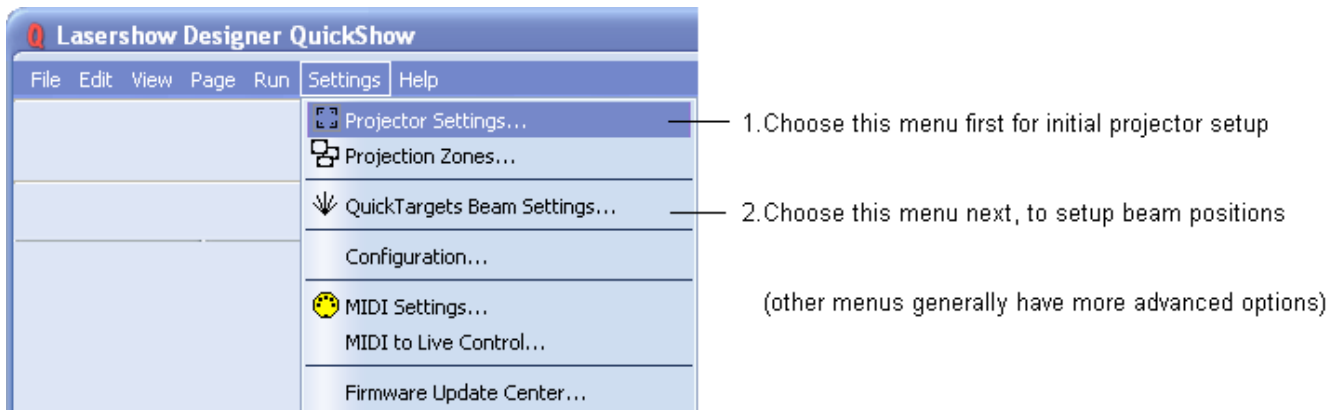 Lasershow Designer QuickShow
File Edit View Page Run Settings Help
Projector Settings...
1.Choose this menu first for initial projector setup
Projection Zones...
QuickTargets Beam Settings...
2.Choose this menu next, to setup beam positions
Configuration...
MIDI Settings...
(other menus generally have more advanced options)
MIDI to Live Control...
Firmware Update Center...